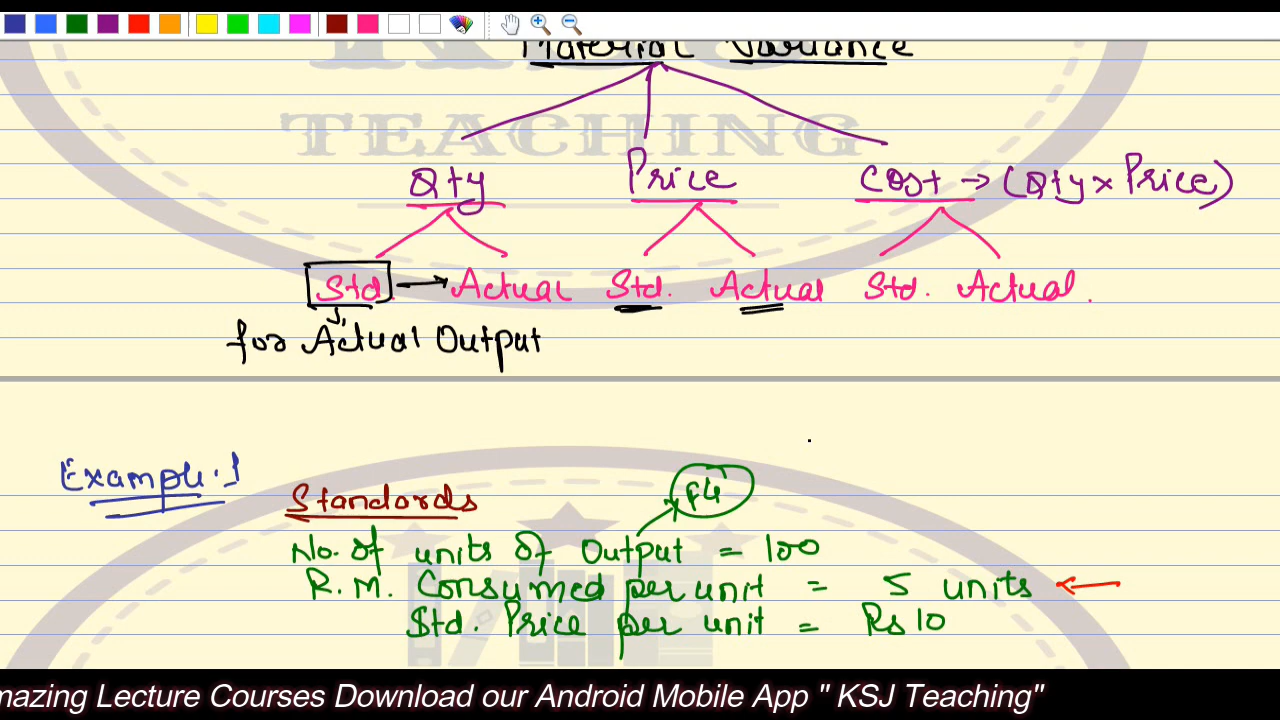 Material Variance
TEACHING
Qty Price Cost → (Qty x Price)
Std. → Actual Std. Actual Std. Actual.
for Actual Output
Example.1
Standards
FG
No. of units of Output = 100
R.M. Consumed per unit = 5 units ←
Std. Price per unit = Rs 10
mazing Lecture Courses Download our Android Mobile App " KSJ Teaching"